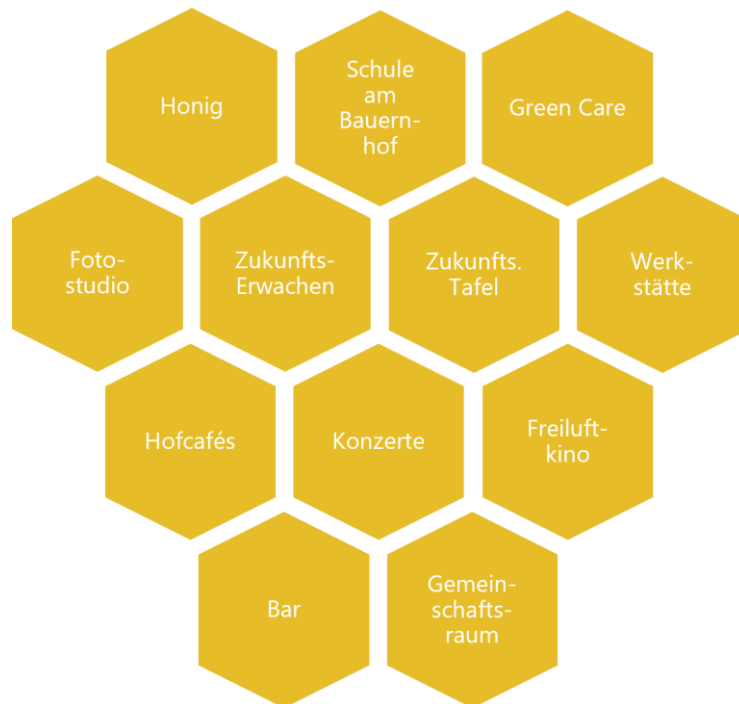 Honig
Schule
am
Bauern-
hof
Green Care
Foto-
studio
Zukunfts-
Erwachen
Zukunfts.
Tafel
Werk-
stätte
Hofcafés
Konzerte
Freiluft-
kino
Bar
Gemein-
schafts-
raum